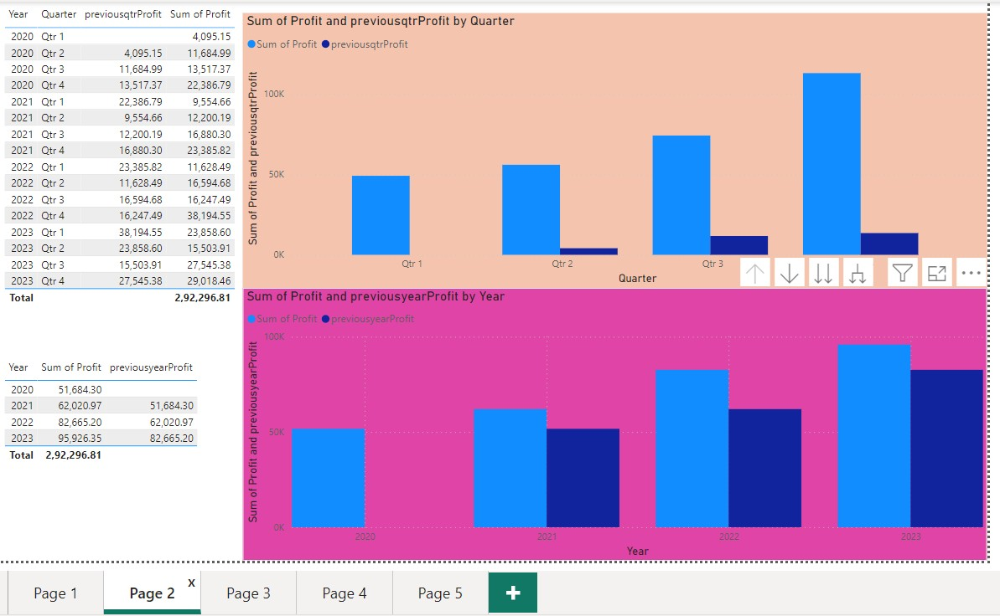 Year Quarter previousqtrProfit Sum of Profit
2020 Qtr 1 4,095.15
2020 Qtr 2 4,095.15 11,684.99
2020 Qtr 3 11,684.99 13,517.37
2020 Qtr 4 13,517.37 22,386.79
2021 Qtr 1 22,386.79 9,554.66
2021 Qtr 2 9,554.66 12,200.19
2021 Qtr 3 12,200.19 16,880.30
2021 Qtr 4 16,880.30 23,385.82
2022 Qtr 1 23,385.82 11,628.49
2022 Qtr 2 11,628.49 16,594.68
2022 Qtr 3 16,594.68 16,247.49
2022 Qtr 4 16,247.49 38,194.55
2023 Qtr 1 38,194.55 23,858.60
2023 Qtr 2 23,858.60 15,503.91
2023 Qtr 3 15,503.91 27,545.38
2023 Qtr 4 27,545.38 29,018.46
Total 2,92,296.81
Sum of Profit and previousqtrProfit by Quarter
Sum of Profit previousqtrProfit
Sum of Profit and previousqtrProfit
100K
50K
0K
Qtr 1 Qtr 2 Qtr 3
Quarter
Year Sum of Profit previousyearProfit
2020 51,684.30
2021 62,020.97 51,684.30
2022 82,665.20 62,020.97
2023 95,926.35 82,665.20
Total 2,92,296.81
Sum of Profit and previousyearProfit by Year
Sum of Profit previousyearProfit
Sum of Profit and previousyearProfit
100K
50K
0K
2020 2021 2022 2023
Year
Page 1 Page 2 x Page 3 Page 4 Page 5 +